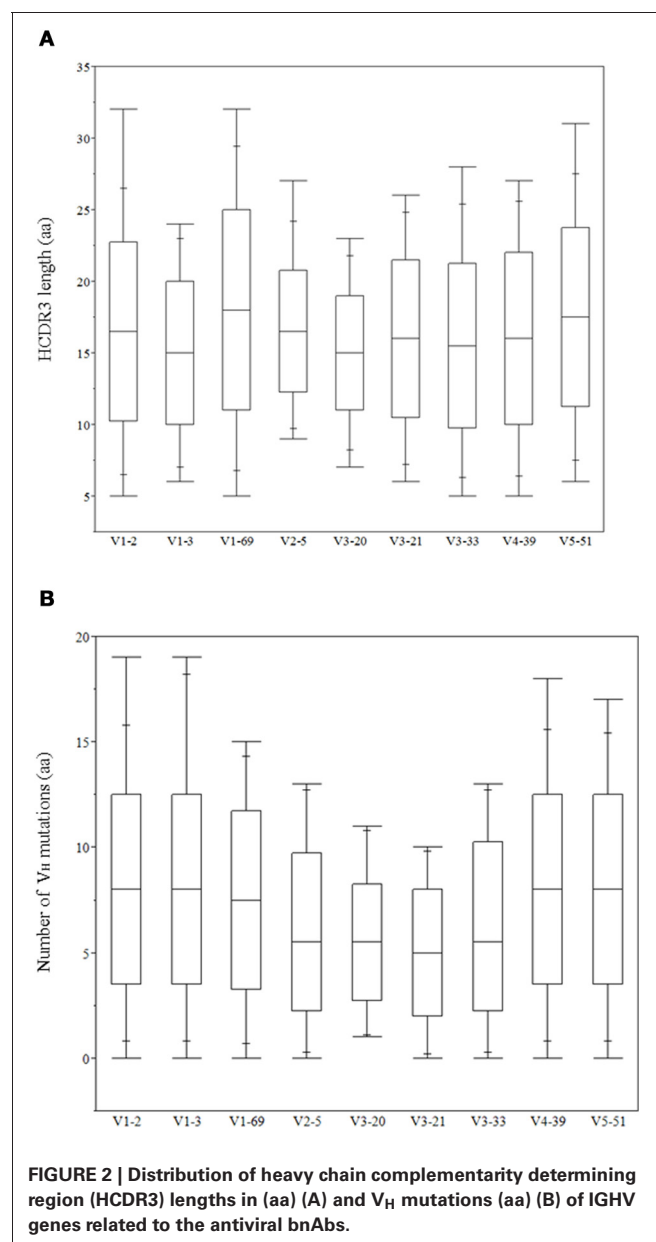 A
35
30
25
20
15
10
5
HCDR3 length (aa)
V1-2 V1-3 V1-69 V2-5 V3-20 V3-21 V3-33 V4-39 V5-51
B
20
15
10
5
0
Number of VH mutations (aa)
V1-2 V1-3 V1-69 V2-5 V3-20 V3-21 V3-33 V4-39 V5-51
FIGURE 2 | Distribution of heavy chain complementarity determining
region (HCDR3) lengths in (aa) (A) and VH mutations (aa) (B) of IGHV
genes related to the antiviral bnAbs.